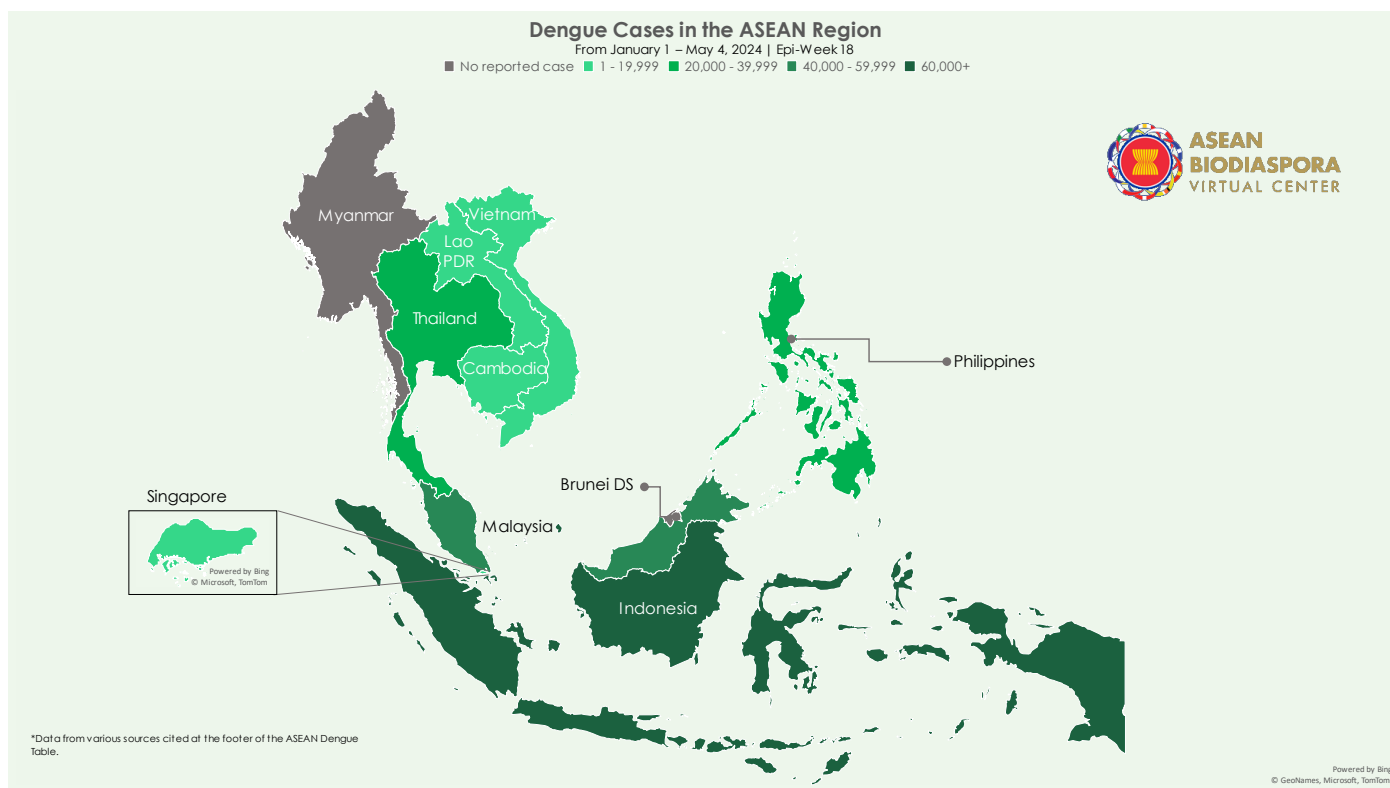 Dengue Cases in the ASEAN Region
From January 1 – May 4, 2024 | Epi-Week 18
No reported case 1 - 19,999 20,000 - 39,999 40,000 - 59,999 60,000+
ASEAN
BIODIASPORA
VIRTUAL CENTER
Myanmar
Vietnam
Lao
PDR
Thailand
Cambodia
Philippines
Brunei DS
Singapore
Malaysia
Powered by Bing
© Microsoft, TomTom
Indonesia
*Data from various sources cited at the footer of the ASEAN Dengue
Table.
Powered by Bing
© GeoNames, Microsoft, TomTom